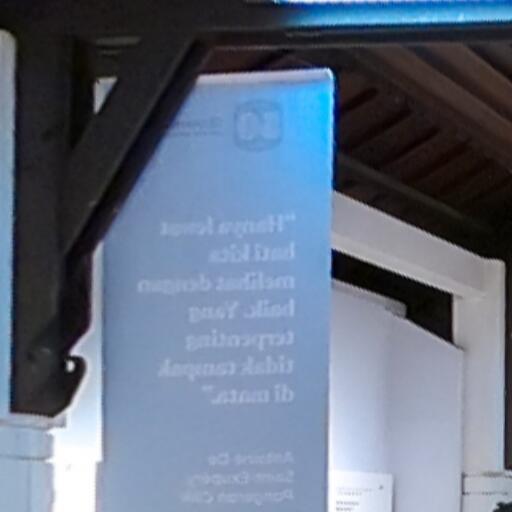 "Hanya lewat
hati kita
melihat dengan
baik. Yang
terpenting
tidak tampak
di mata."
Antoine De
Saint-Exupéry
Pangeran Cilik